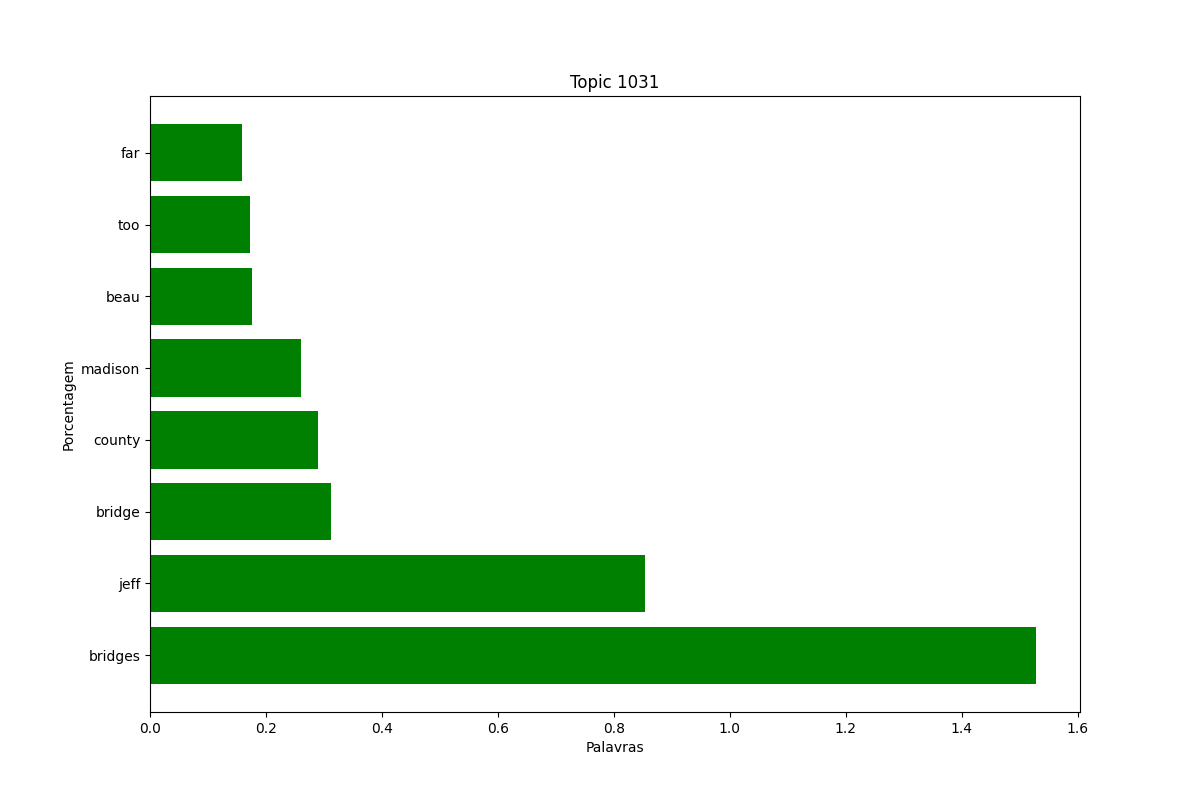 Topic 1031
far
too
beau
madison
county
bridge
jeff
bridges
Porcentagem
0.0 0.2 0.4 0.6 0.8 1.0 1.2 1.4 1.6
Palavras